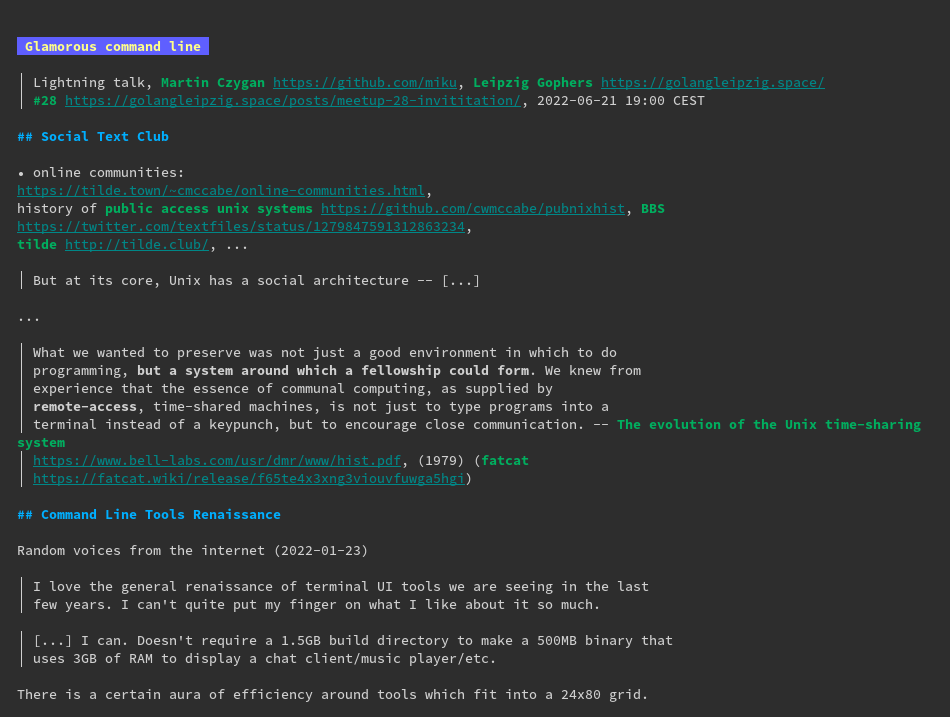 Glamorous command line
Lightning talk, Martin Czygan https://github.com/miku, Leipzig Gophers https://golangleipzig.space/
#28 https://golangleipzig.space/posts/meetup-28-invititation/, 2022-06-21 19:00 CEST
## Social Text Club
• online communities:
https://tilde.town/~cmccabe/online-communities.html,
history of public access unix systems https://github.com/cwmccabe/pubnixhist, BBS
https://twitter.com/textfiles/status/1279847591312863234,
tilde http://tilde.club/, ...
But at its core, Unix has a social architecture -- [...]
...
What we wanted to preserve was not just a good environment in which to do
programming, but a system around which a fellowship could form. We knew from
experience that the essence of communal computing, as supplied by
remote-access, time-shared machines, is not just to type programs into a
terminal instead of a keypunch, but to encourage close communication. -- The evolution of the Unix time-sharing
system
https://www.bell-labs.com/usr/dmr/www/hist.pdf, (1979) (fatcat
https://fatcat.wiki/release/f65te4x3xng3viouvfuwga5hgi)
## Command Line Tools Renaissance
Random voices from the internet (2022-01-23)
I love the general renaissance of terminal UI tools we are seeing in the last
few years. I can't quite put my finger on what I like about it so much.
[...] I can. Doesn't require a 1.5GB build directory to make a 500MB binary that
uses 3GB of RAM to display a chat client/music player/etc.
There is a certain aura of efficiency around tools which fit into a 24x80 grid.